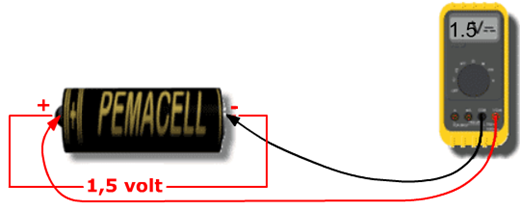 1.5V
+
PEMACELL
-
1,5 volt